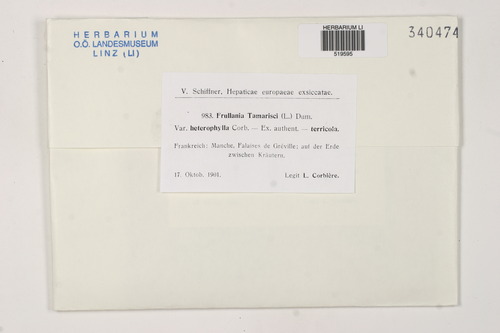 HERBARIUM
O.Ö. LANDESMUSEUM
LINZ (LI)
HERBARIUM LI
519595
340474
V. Schiffner, Hepaticae europaeae exsiccatae.
983. Frullania Tamarisci (L.) Dum.
Var. heterophylla Corb. — Ex. authent. — terricola.
Frankreich: Manche, Falaises de Gréville; auf der Erde
zwischen Kräutern.
17. Oktob. 1901.
Legit L. Corbière.